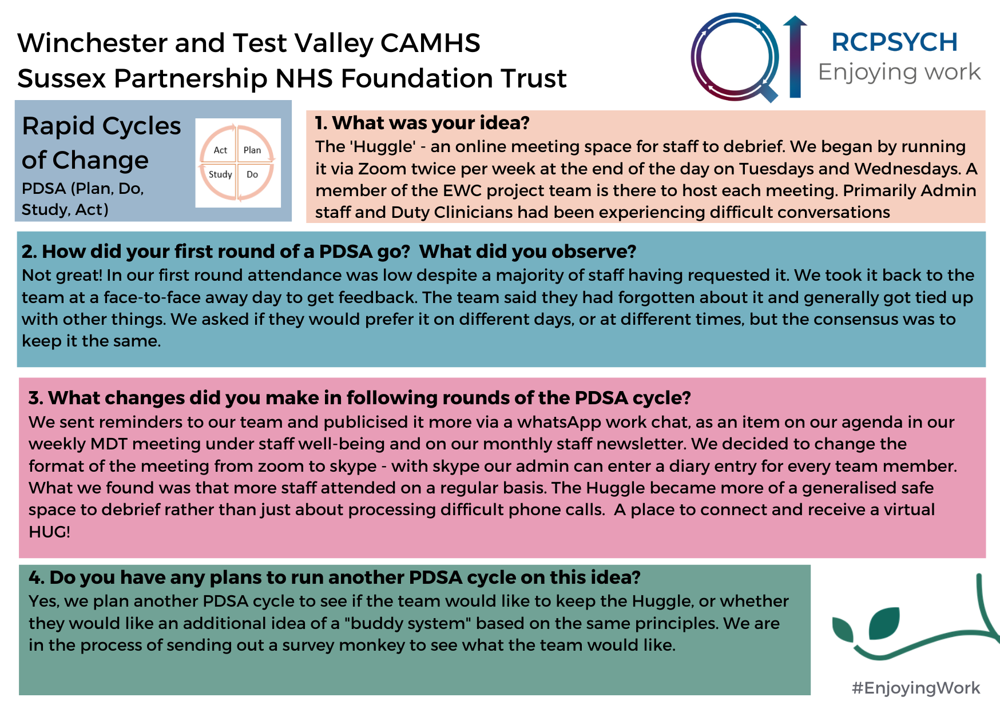 Winchester and Test Valley CAMHS
Sussex Partnership NHS Foundation Trust
QI
RCPSYCH
Enjoying work
Rapid Cycles
of Change
PDSA (Plan, Do,
Study, Act)
Act Plan
Study Do
1. What was your idea?
The 'Huggle' - an online meeting space for staff to debrief. We began by running
it via Zoom twice per week at the end of the day on Tuesdays and Wednesdays. A
member of the EWC project team is there to host each meeting. Primarily Admin
staff and Duty Clinicians had been experiencing difficult conversations
2. How did your first round of a PDSA go?  What did you observe?
Not great! In our first round attendance was low despite a majority of staff having requested it. We took it back to the
team at a face-to-face away day to get feedback. The team said they had forgotten about it and generally got tied up
with other things. We asked if they would prefer it on different days, or at different times, but the consensus was to
keep it the same.
3. What changes did you make in following rounds of the PDSA cycle?
We sent reminders to our team and publicised it more via a whatsApp work chat, as an item on our agenda in our
weekly MDT meeting under staff well-being and on our monthly staff newsletter. We decided to change the
format of the meeting from zoom to skype - with skype our admin can enter a diary entry for every team member.
What we found was that more staff attended on a regular basis. The Huggle became more of a generalised safe
space to debrief rather than just about processing difficult phone calls.  A place to connect and receive a virtual
HUG!
4. Do you have any plans to run another PDSA cycle on this idea?
Yes, we plan another PDSA cycle to see if the team would like to keep the Huggle, or whether
they would like an additional idea of a "buddy system" based on the same principles. We are
in the process of sending out a survey monkey to see what the team would like.
#EnjoyingWork